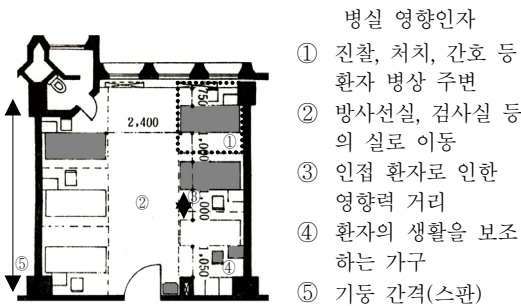 병실 영향인자
① 진찰, 처치, 간호 등
환자 병상 주변
② 방사선실, 검사실 등
의 실로 이동
③ 인접 환자로 인한
영향력 거리
④ 환자의 생활을 보조
하는 가구
⑤ 기둥 간격(스판)
750
2,400
①
1,000
②
③
1,000
④
1,050
⑤